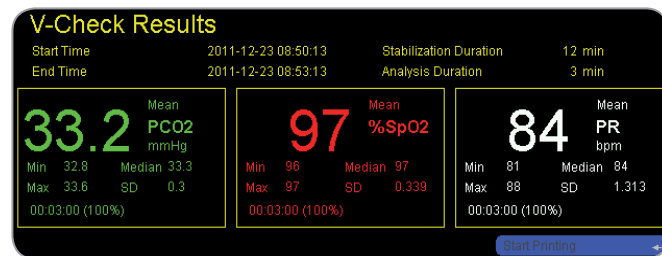 V-Check Results
Start Time 2011-12-23 08:50:13 Stabilization Duration 12 min
End Time 2011-12-23 08:53:13 Analysis Duration 3 min
33.2 Mean
PCO2
mmHg
Min 32.8 Median 33.3
Max 33.6 SD 0.3
00:03:00 (100%)
97 Mean
%SpO2
Min 96 Median 97
Max 97 SD 0.339
00:03:00 (100%)
84 Mean
PR
bpm
Min 81 Median 84
Max 88 SD 1.313
00:03:00 (100%)
Start Printing